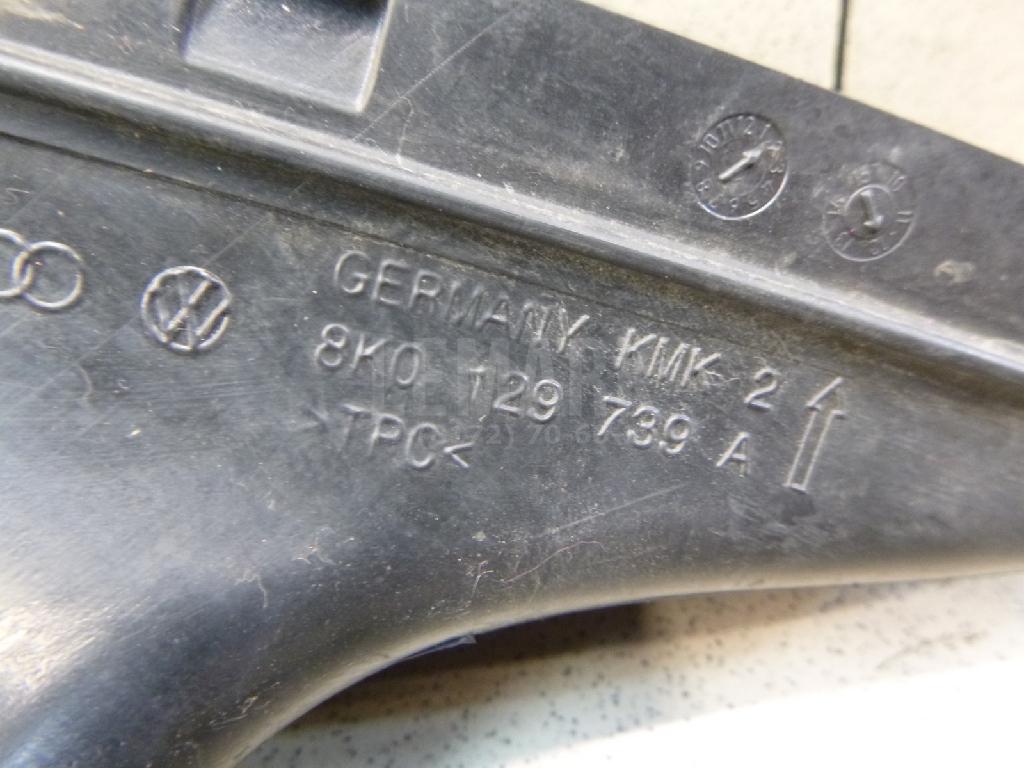 GERMANY KMK 2
8K0 129 739 A
>TPC<